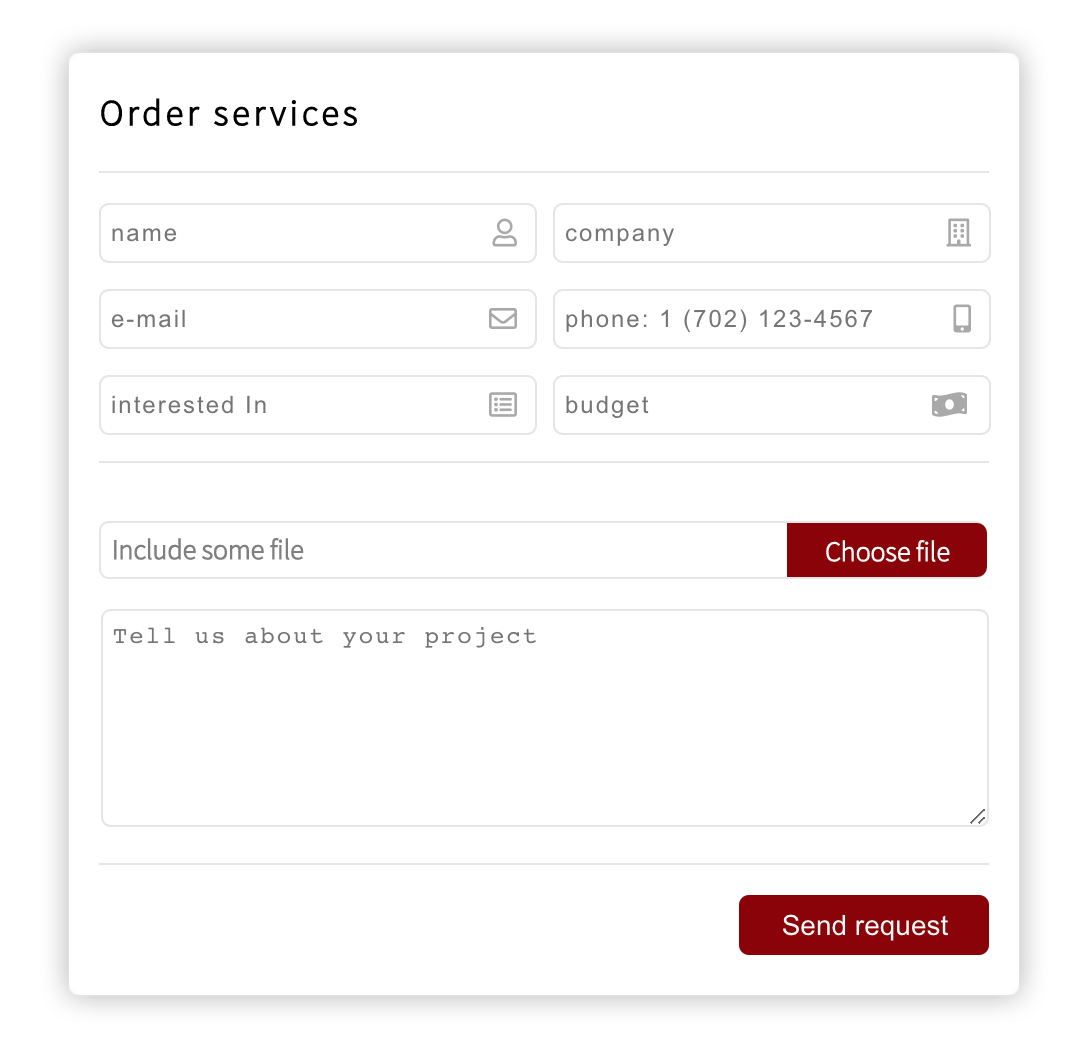 Order services
name
company
e-mail
phone: 1 (702) 123-4567
interested In
budget
Include some file
Choose file
Tell us about your project
Send request